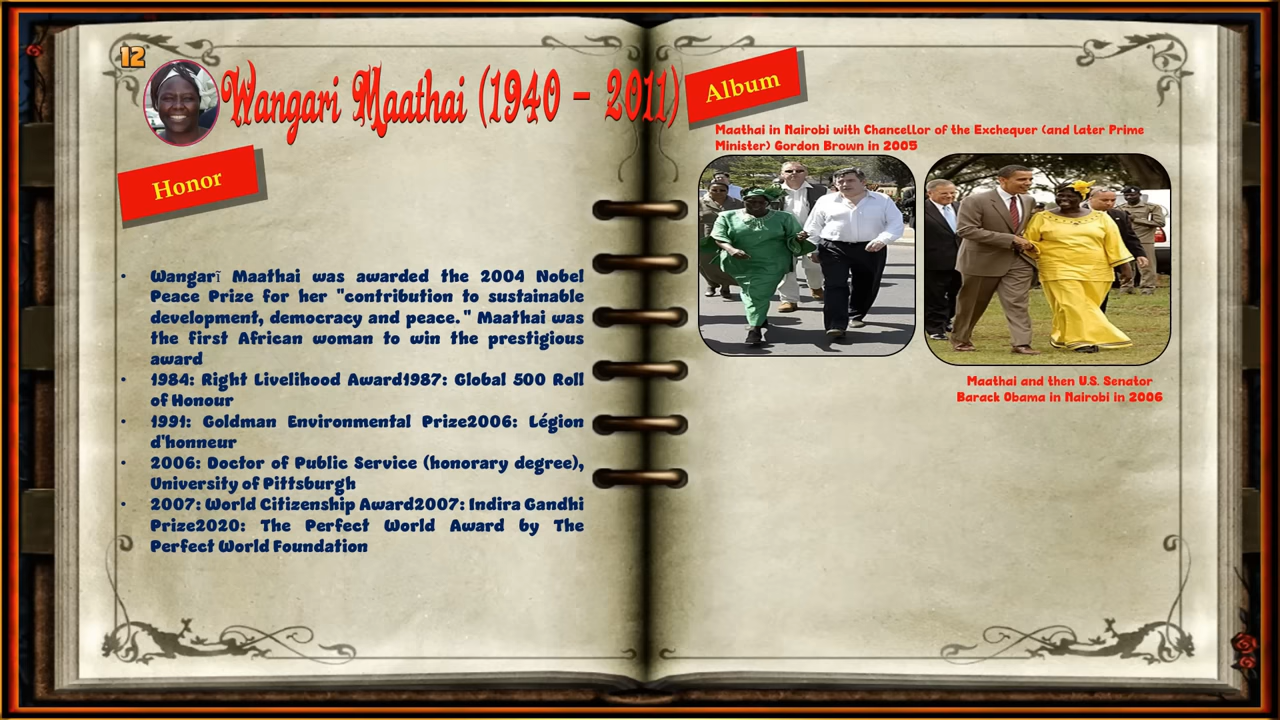 12
Wangari Maathai (1940 - 2011)
Honor
• Wangarĩ Maathai was awarded the 2004 Nobel
Peace Prize for her "contribution to sustainable
development, democracy and peace." Maathai was
the first African woman to win the prestigious
award
• 1984: Right Livelihood Award1987: Global 500 Roll
of Honour
• 1991: Goldman Environmental Prize2006: Légion
d'honneur
• 2006: Doctor of Public Service (honorary degree),
University of Pittsburgh
• 2007: World Citizenship Award2007: Indira Gandhi
Prize2020: The Perfect World Award by The
Perfect World Foundation
Album
Maathai in Nairobi with Chancellor of the Exchequer (and later Prime
Minister) Gordon Brown in 2005
Maathai and then U.S. Senator
Barack Obama in Nairobi in 2006